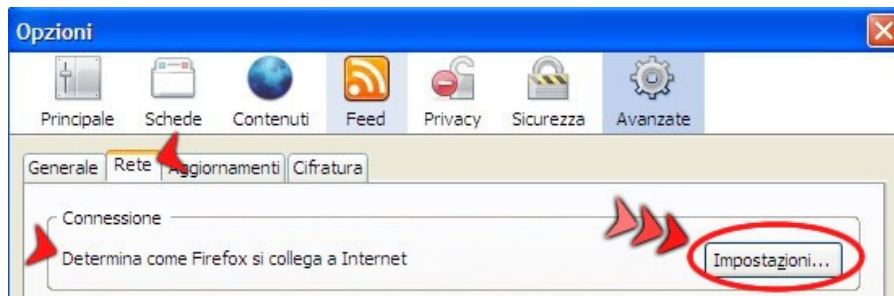 Opzioni
Principale Schede Contenuti Feed Privacy Sicurezza Avanzate
Generale Rete Aggiornamenti Cifratura
Connessione
Determina come Firefox si collega a Internet Impostazioni...